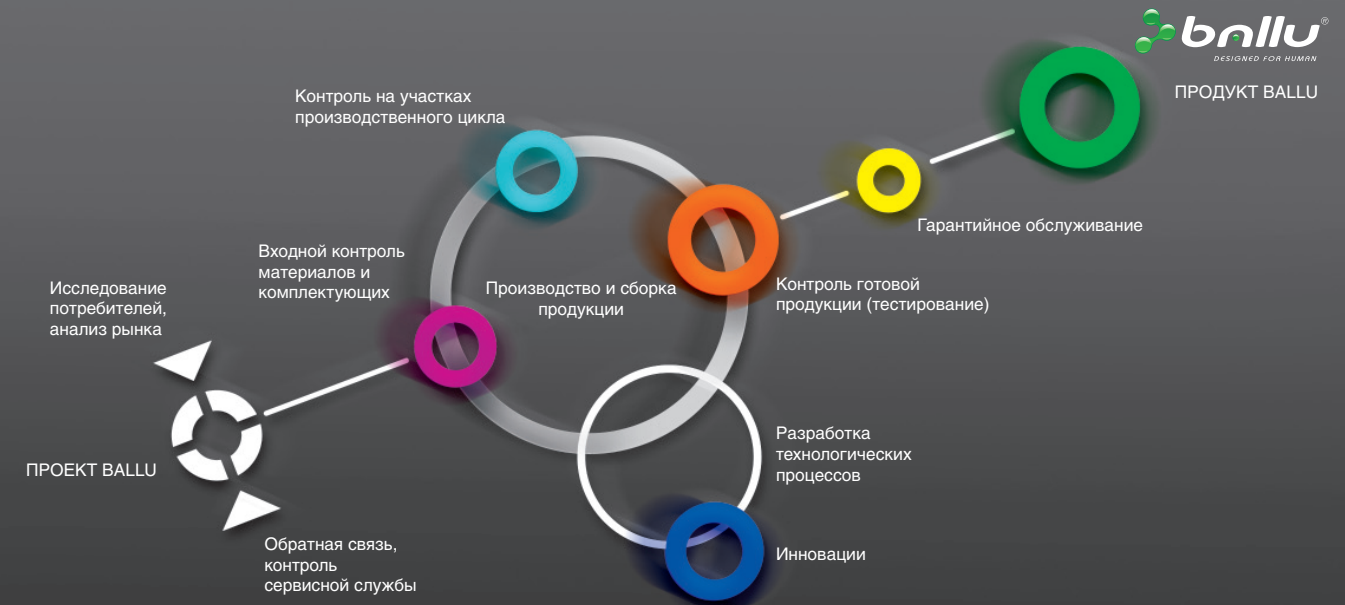 ballu®
DESIGNED FOR HUMAN
ПРОДУКТ BALLU
Контроль на участках
производственного цикла
Гарантийное обслуживание
Входной контроль
материалов и
комплектующих
Производство и сборка
продукции
Контроль готовой
продукции (тестирование)
Исследование
потребителей,
анализ рынка
ПРОЕКТ BALLU
Разработка
технологических
процессов
Обратная связь,
контроль
сервисной службы
Инновации